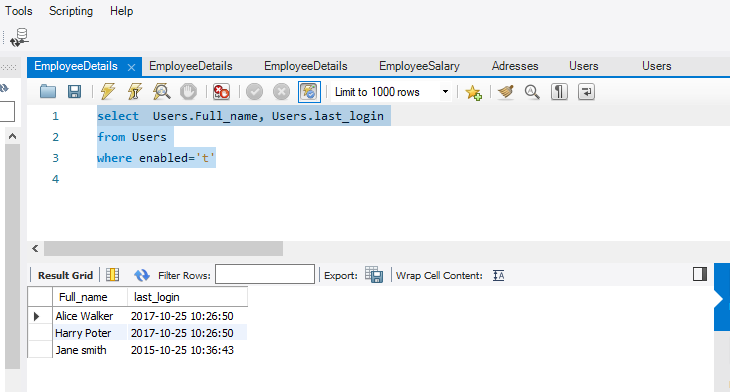 Tools Scripting Help
EmployeeDetails EmployeeDetails EmployeeDetails EmployeeSalary Adresses Users Users
Limit to 1000 rows
1 select  Users.Full_name, Users.last_login
2 from Users
3 where enabled='t'
4
Result Grid Filter Rows: Export: Wrap Cell Content: IA
Full_name last_login
Alice Walker 2017-10-25 10:26:50
Harry Poter 2017-10-25 10:26:50
Jane smith 2015-10-25 10:36:43